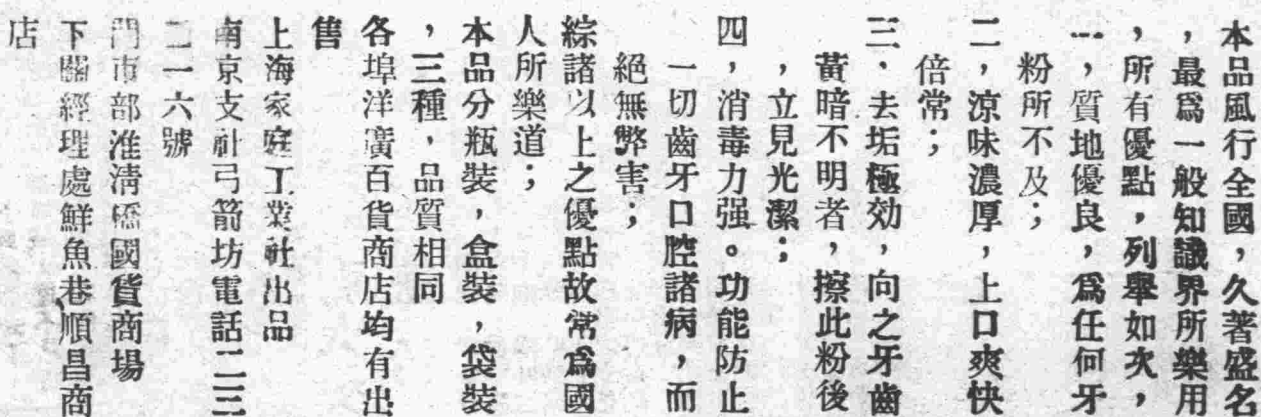 本品風行全國，久著盛名
，最爲一般知識界所樂用
，所有優點，列舉如次，
一，質地優良，爲任何牙
粉所不及；
二，涼味濃厚，上口爽快
倍常；
三，去垢極効，向之牙齒
黃暗不明者，擦此粉後
，立見光潔；
四，消毒力强。功能防止
一切齒牙口腔諸病，而
絕無弊害；
綜諸以上之優點故常爲國
人所樂道；
本品分瓶裝，盒裝，袋裝
，三種，品質相同
各埠洋廣百貨商店均有出
售
上海家庭工業社出品
南京支社弓箭坊電話二三
二一六號
門市部淮淸橋國貨商場
下關經理處鮮魚巷順昌商
店